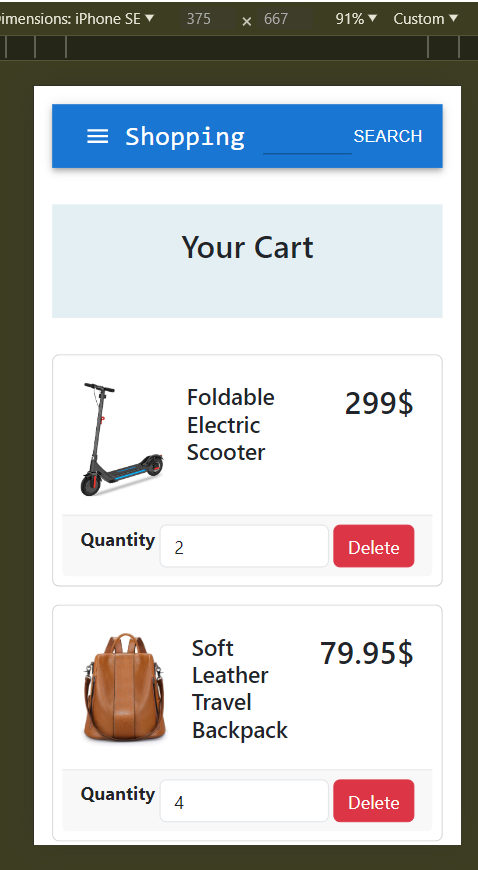 imensions: iPhone SE ▼ 375 × 667 91% ▼ Custom ▼
Shopping SEARCH
Your Cart
Foldable
Electric
Scooter
299$
Quantity 2 Delete
Soft
Leather
Travel
Backpack
79.95$
Quantity 4 Delete